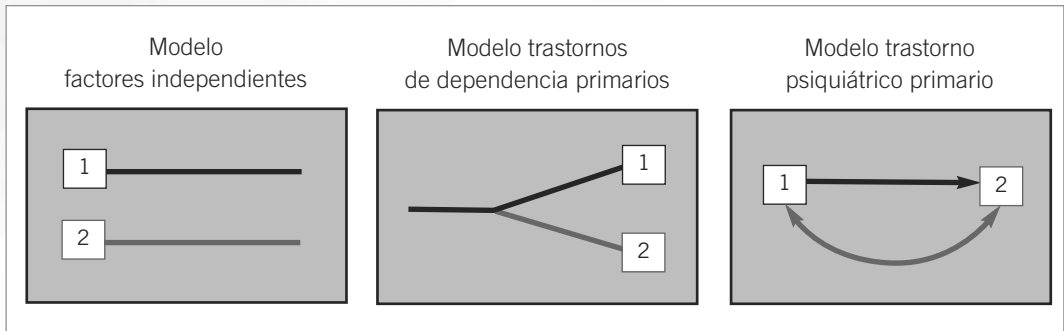 Modelo
factores independientes
1
2
Modelo trastornos
de dependencia primarios
1
2
Modelo trastorno
psiquiátrico primario
1
2